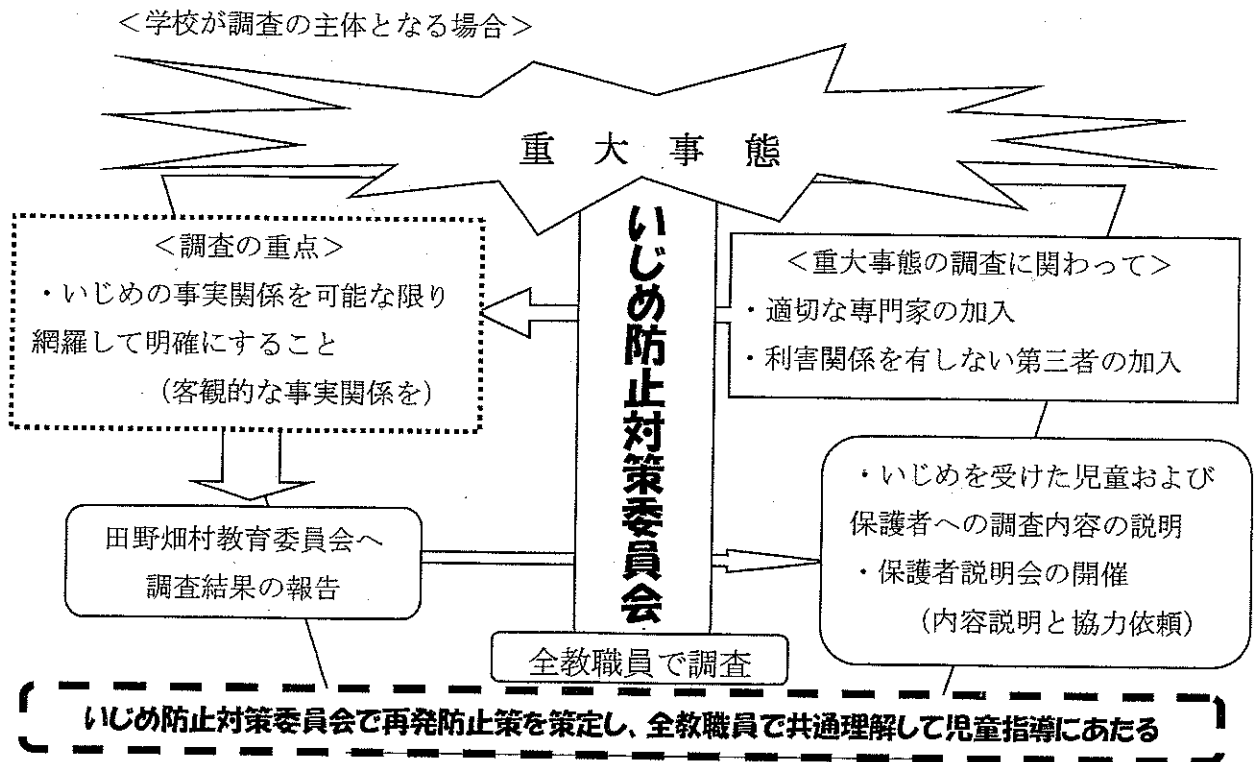 ＜学校が調査の主体となる場合＞
重 大 事 態
いじめ防止対策委員会
＜調査の重点＞
・いじめの事実関係を可能な限り
網羅して明確にすること
（客観的な事実関係を）
＜重大事態の調査に関わって＞
・適切な専門家の加入
・利害関係を有しない第三者の加入
田野畑村教育委員会へ
調査結果の報告
・いじめを受けた児童および
保護者への調査内容の説明
・保護者説明会の開催
（内容説明と協力依頼）
全教職員で調査
いじめ防止対策委員会で再発防止策を策定し、全教職員で共通理解して児童指導にあたる